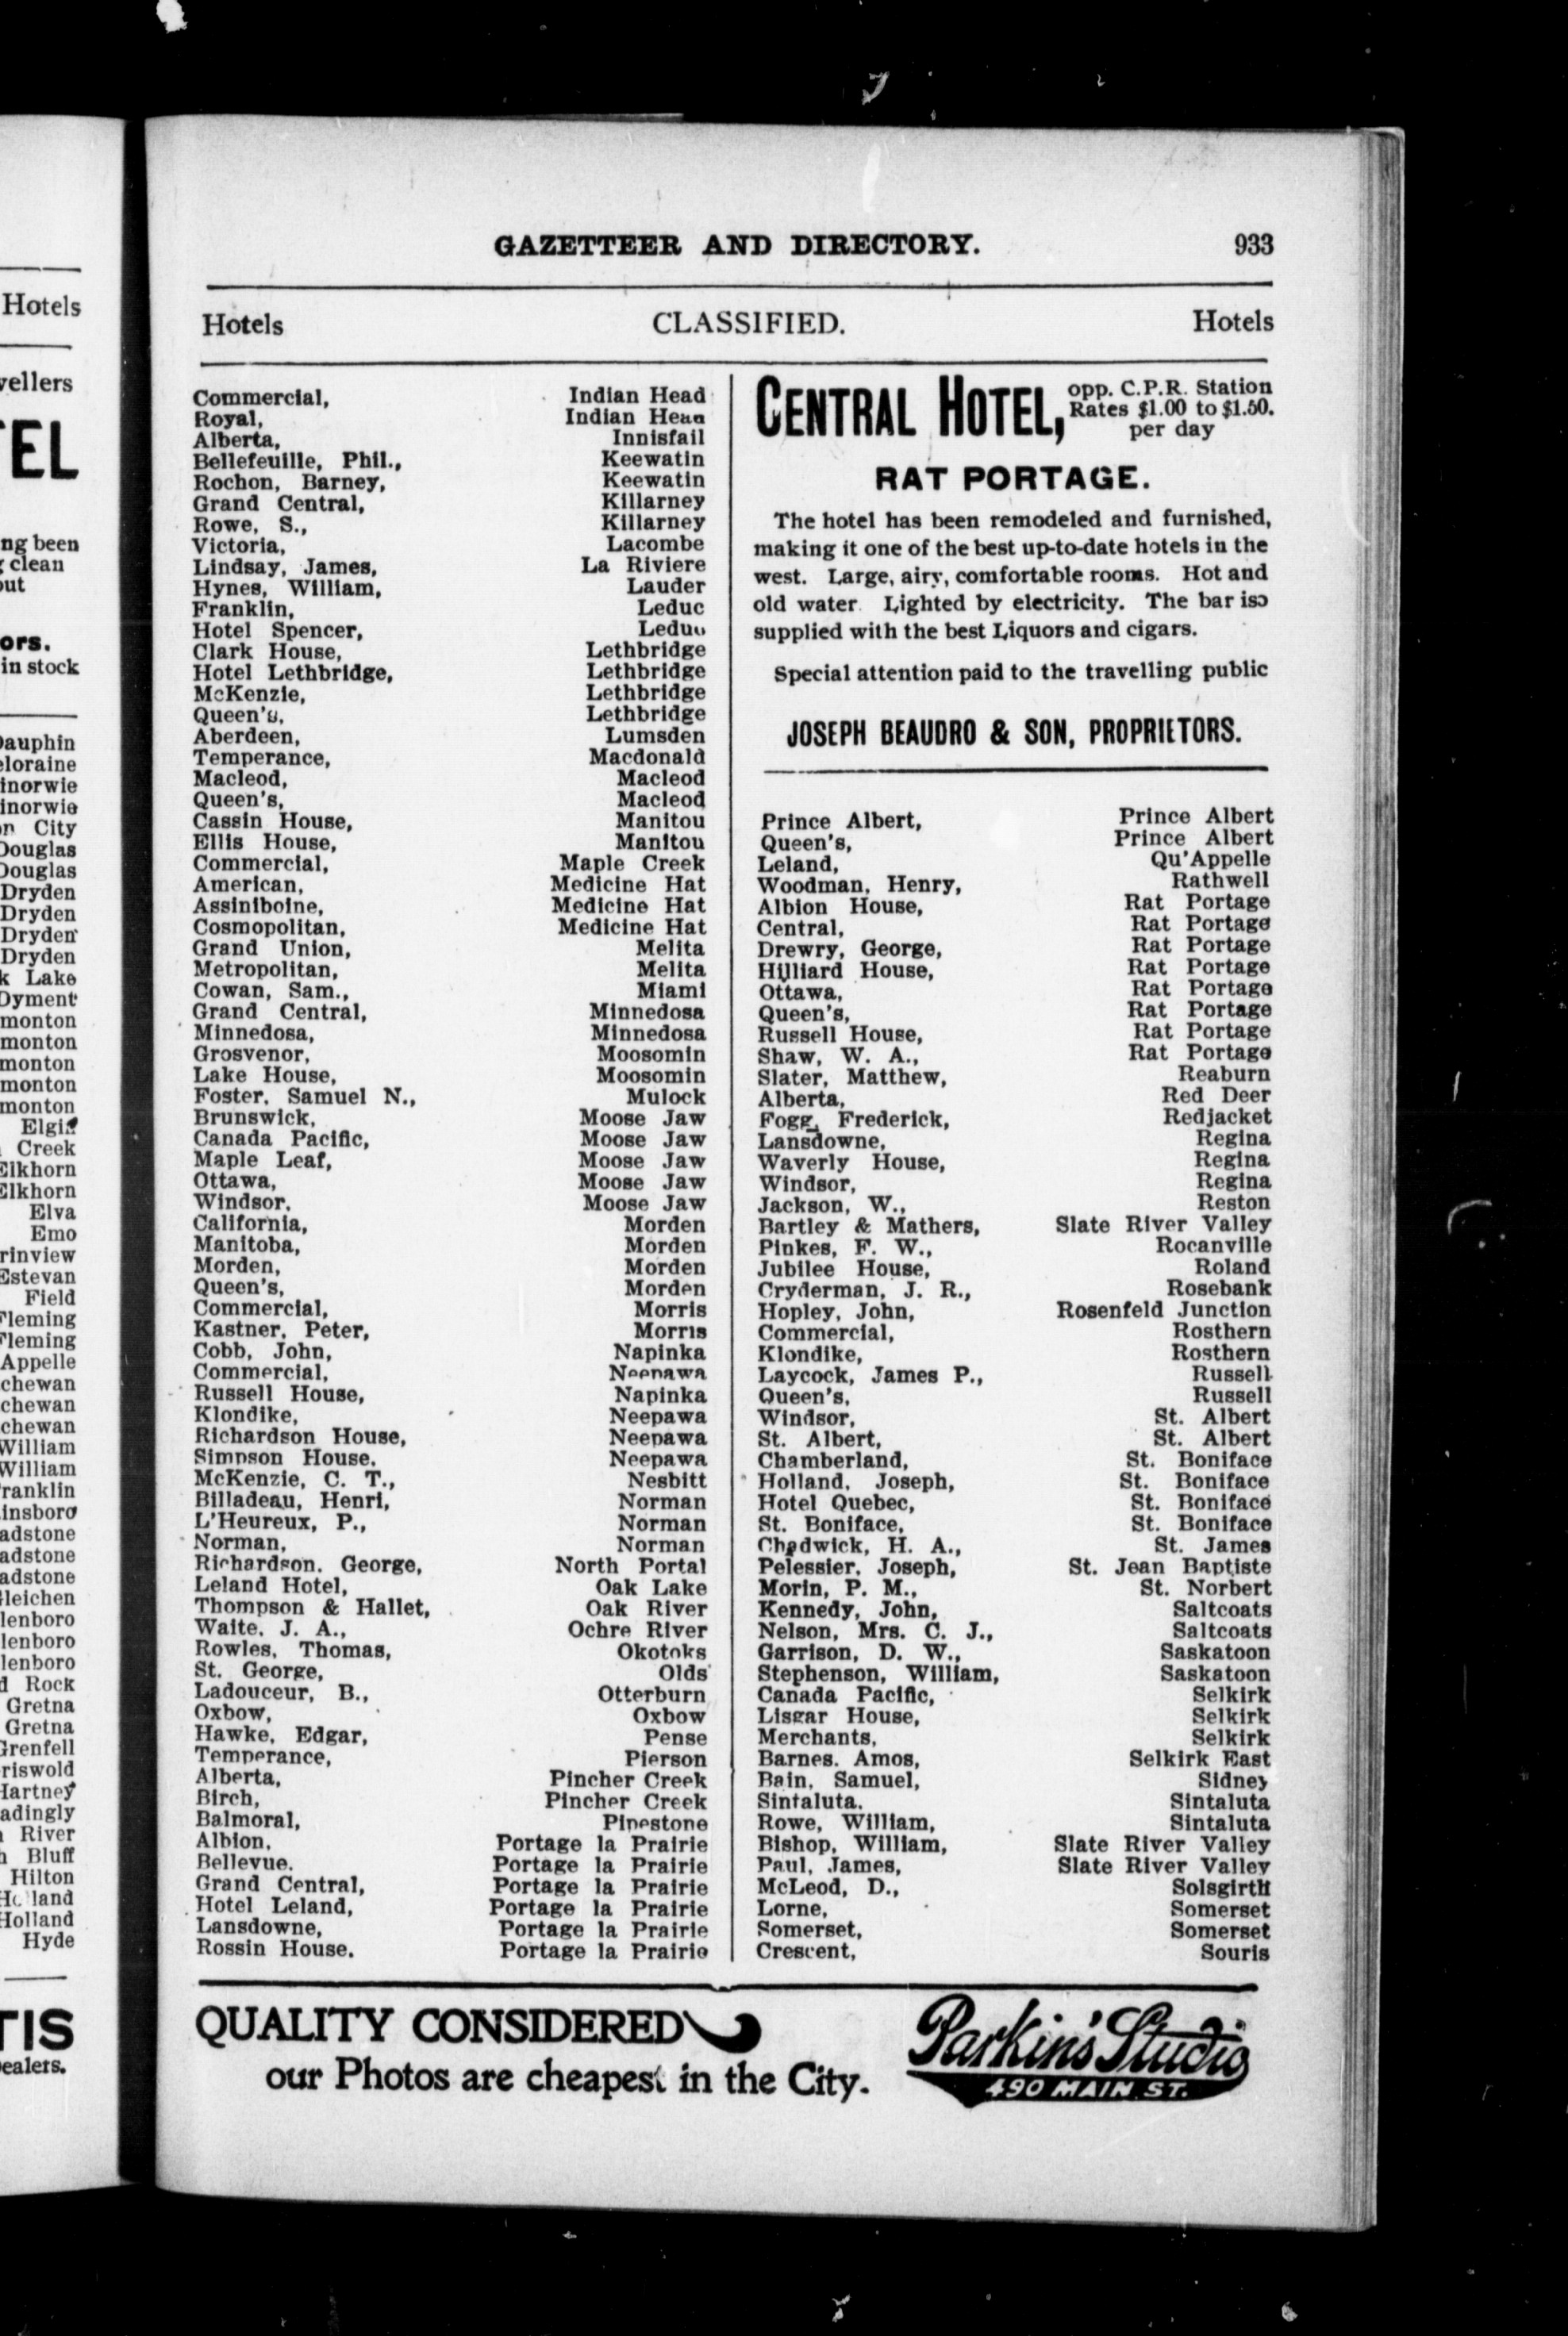 GAZETTEER AND DIRECTORY. 933
Hotels CLASSIFIED. Hotels
Commercial, Indian Head
Royal, Indian Head
Alberta, Innisfail
Bellefeuille, Phil., Keewatin
Rochon, Barney, Keewatin
Grand Central, Killarney
Rowe, S., Killarney
Victoria, Lacombe
Lindsay, James, La Riviere
Hynes, William, Lauder
Franklin, Leduc
Hotel Spencer, Leduc
Clark House, Lethbridge
Hotel Lethbridge, Lethbridge
McKenzie, Lethbridge
Queen's, Lethbridge
Aberdeen, Lumsden
Temperance, Macdonald
Macleod, Macleod
Queen's, Macleod
Cassin House, Manitou
Ellis House, Manitou
Commercial, Maple Creek
American, Medicine Hat
Assiniboine, Medicine Hat
Cosmopolitan, Medicine Hat
Grand Union, Melita
Metropolitan, Melita
Cowan, Sam., Miami
Grand Central, Minnedosa
Minnedosa, Minnedosa
Grosvenor, Moosomin
Lake House, Moosomin
Foster, Samuel N., Mulock
Brunswick, Moose Jaw
Canada Pacific, Moose Jaw
Maple Leaf, Moose Jaw
Ottawa, Moose Jaw
Windsor, Moose Jaw
California, Morden
Manitoba, Morden
Morden, Morden
Queen's, Morden
Commercial, Morris
Kastner, Peter, Morris
Cobb, John, Napinka
Commercial, Neepawa
Russell House, Napinka
Klondike, Neepawa
Richardson House, Neepawa
Simpson House, Neepawa
McKenzie, C. T., Nesbitt
Billadeau, Henri, Norman
L'Heureux, P., Norman
Norman, Norman
Richardson, George, North Portal
Leland Hotel, Oak Lake
Thompson & Hallet, Oak River
Waite, J. A., Ochre River
Rowles, Thomas, Okotoks
St. George, Olds
Ladouceur, B., Otterburn
Oxbow, Oxbow
Hawke, Edgar, Pense
Temperance, Pierson
Alberta, Pincher Creek
Birch, Pincher Creek
Balmoral, Pipestone
Albion, Portage la Prairie
Bellevue, Portage la Prairie
Grand Central, Portage la Prairie
Hotel Leland, Portage la Prairie
Lansdowne, Portage la Prairie
Rossin House, Portage la Prairie
CENTRAL HOTEL, opp. C.P.R. Station
Rates $1.00 to $1.50.
per day
RAT PORTAGE.
The hotel has been remodeled and furnished,
making it one of the best up-to-date hotels in the
west. Large, airy, comfortable rooms. Hot and
old water Lighted by electricity. The bar isc
supplied with the best Liquors and cigars.
Special attention paid to the travelling public
JOSEPH BEAUDRO & SON, PROPRIETORS.
Prince Albert, Prince Albert
Queen's, Prince Albert
Leland, Qu'Appelle
Woodman, Henry, Rathwell
Albion House, Rat Portage
Central, Rat Portage
Drewry, George, Rat Portage
Hilliard House, Rat Portage
Ottawa, Rat Portage
Queen's, Rat Portage
Russell House, Rat Portage
Shaw, W. A., Rat Portage
Slater, Matthew, Reaburn
Alberta, Red Deer
Fogg, Frederick, Redjacket
Lansdowne, Regina
Waverly House, Regina
Windsor, Regina
Jackson, W., Reston
Bartley & Mathers, Slate River Valley
Pinkes, F. W., Rocanville
Jubilee House, Roland
Cryderman, J. R., Rosebank
Hopley, John, Rosenfeld Junction
Commercial, Rosthern
Klondike, Rosthern
Laycock, James P., Russell
Queen's, Russell
Windsor, St. Albert
St. Albert, St. Albert
Chamberland, St. Boniface
Holland, Joseph, St. Boniface
Hotel Quebec, St. Boniface
St. Boniface, St. Boniface
Chadwick, H. A., St. James
Pelessier, Joseph, St. Jean Baptiste
Morin, P. M., St. Norbert
Kennedy, John, Saltcoats
Nelson, Mrs. C. J., Saltcoats
Garrison, D. W., Saskatoon
Stephenson, William, Saskatoon
Canada Pacific, Selkirk
Lisgar House, Selkirk
Merchants, Selkirk
Barnes, Amos, Selkirk East
Bain, Samuel, Sidney
Sintaluta, Sintaluta
Rowe, William, Sintaluta
Bishop, William, Slate River Valley
Paul, James, Slate River Valley
McLeod, D., Solsgirth
Lorne, Somerset
Somerset, Somerset
Crescent, Souris
QUALITY CONSIDERED
our Photos are cheapest in the City.
Parkin's Studio
490 MAIN ST.